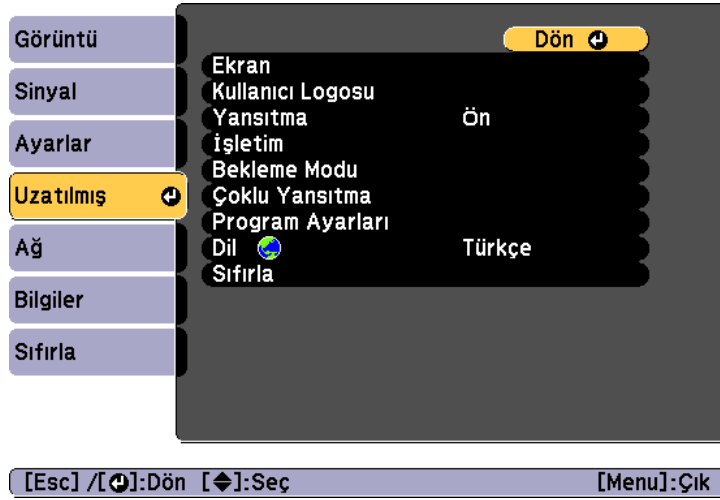 Görüntü
Sinyal
Ayarlar
Uzatılmış
Ağ
Bilgiler
Sıfırla
Dön
Ekran
Kullanıcı Logosu
Yansıtma Ön
İşletim
Bekleme Modu
Çoklu Yansıtma
Program Ayarları
Dil Türkçe
Sıfırla
[Esc] /[⏎]:Dön [◆]:Seç [Menu]:Çık